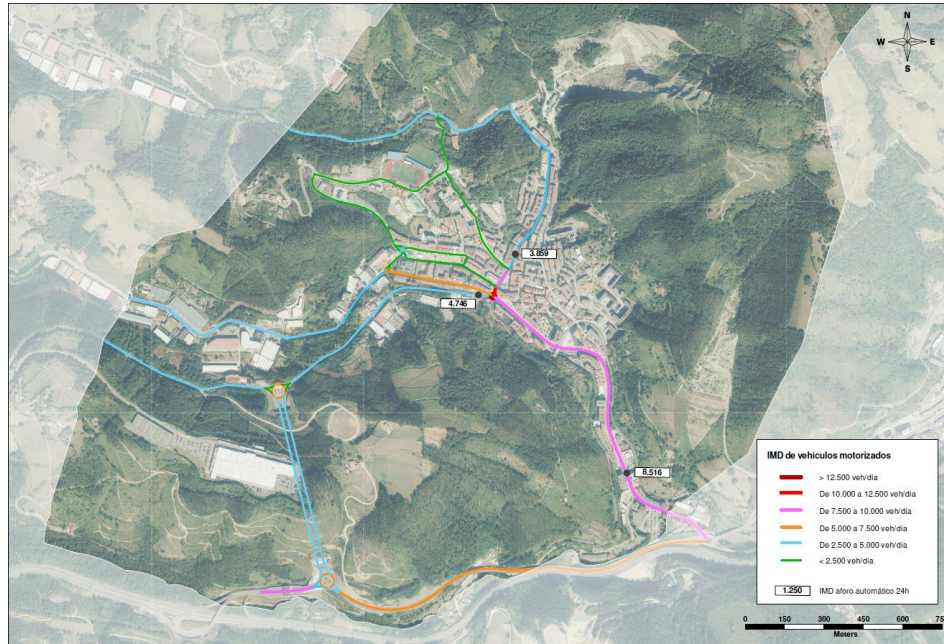 N
W E
S
3.859
4.746
8.516
IMD de vehículos motorizados
> 12.500 veh/día
De 10.000 a 12.500 veh/día
De 7.500 a 10.000 veh/día
De 5.000 a 7.500 veh/día
De 2.500 a 5.000 veh/día
< 2.500 veh/día
1.250 IMD aforo automático 24h
0 75 150 300 450 600 75
Meters